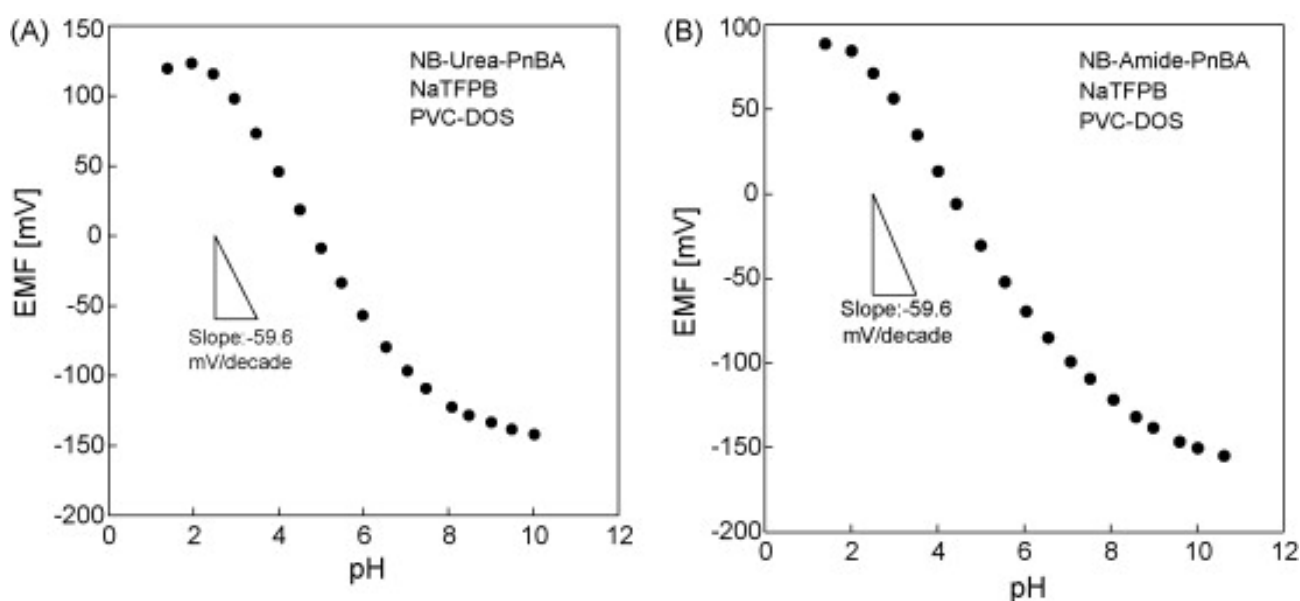 (A)
NB-Urea-PnBA
NaTFPB
PVC-DOS
150
100
50
0
-50
-100
-150
-200
EMF [mV]
Slope:-59.6
mV/decade
0 2 4 6 8 10 12
pH
(B)
NB-Amide-PnBA
NaTFPB
PVC-DOS
100
50
0
-50
-100
-150
-200
EMF [mV]
Slope:-59.6
mV/decade
0 2 4 6 8 10 12
pH